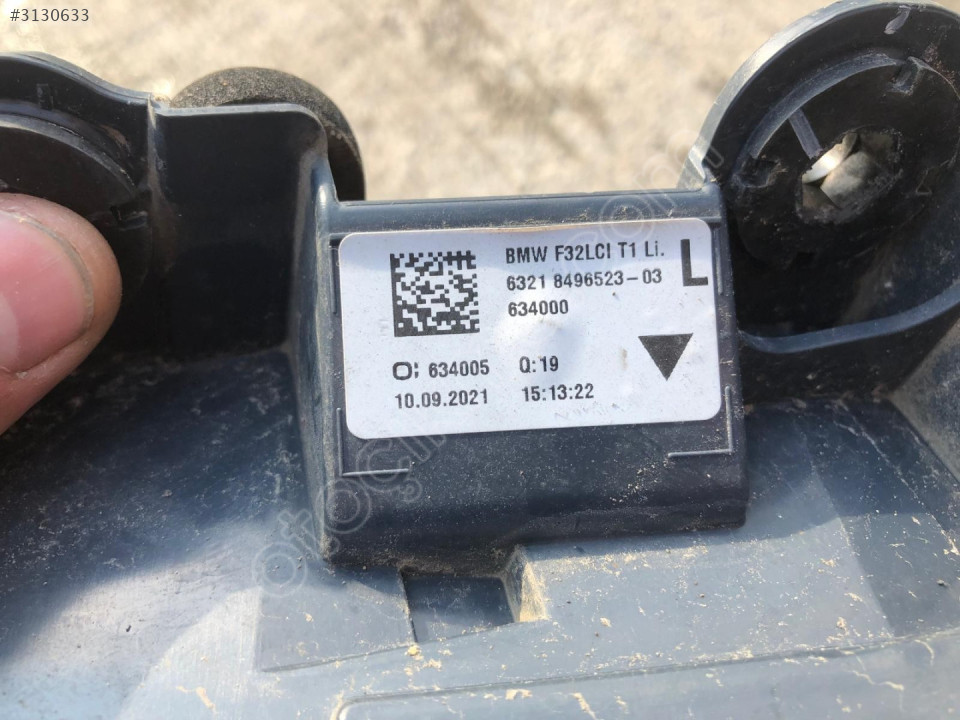 #3130633
BMW F32LCI T1 Li.
6321 8496523-03
L
634000
O: 634005 Q:19
10.09.2021 15:13:22